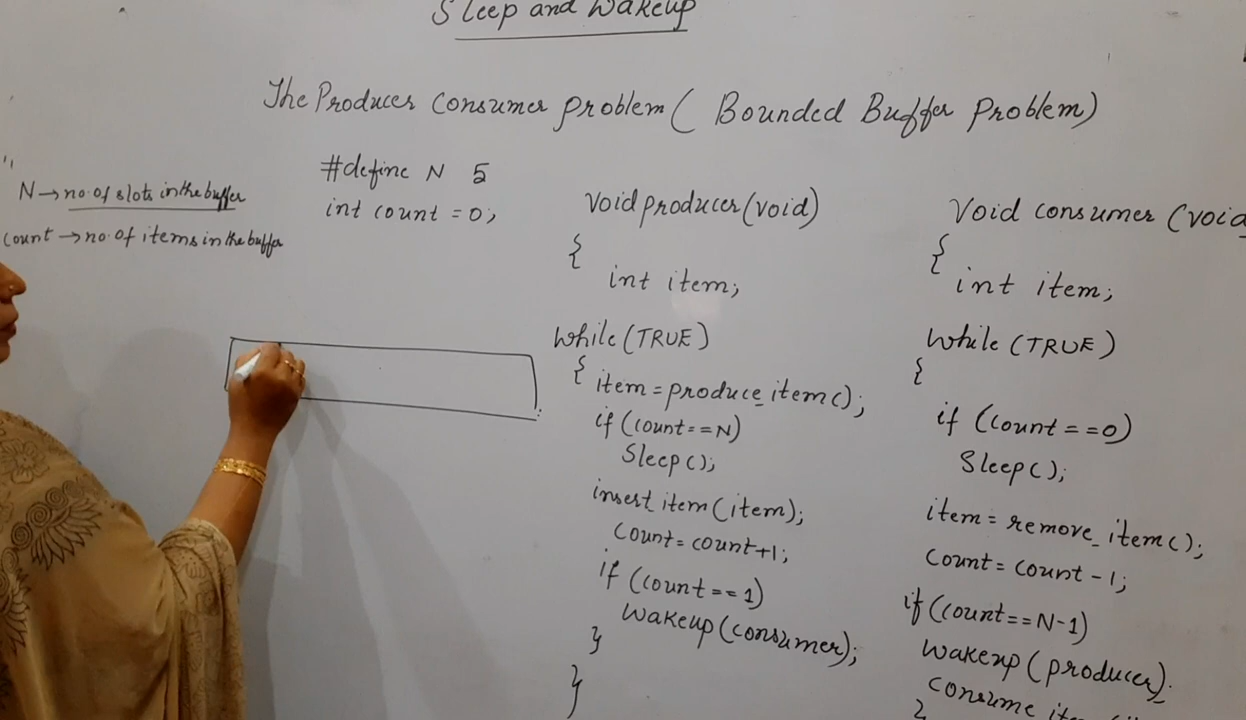 Sleep and Wakeup
The Producer Consumer problem ( Bounded Buffer Problem)
N → no. of slots in the buffer
count → no. of items in the buffer
#define N 5
int count = 0;
void producer (void)
{
int item;
while (TRUE)
{ item = produce_item();
if (count == N)
Sleep();
insert_item (item);
count = count+1;
if (count == 1)
wakeup (consumer);
}
}
Void consumer (void
{
int item;
while (TRUE)
{
if (count == 0)
Sleep();
item = remove_item();
count = count - 1;
if (count == N-1)
wakeup (producer).
consume
}